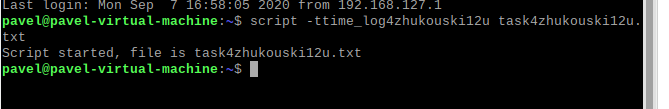 Last login: Mon Sep  7 16:58:05 2020 from 192.168.127.1
pavel@pavel-virtual-machine:~$ script -ttime_log4zhukouski12u task4zhukouski12u.
txt
Script started, file is task4zhukouski12u.txt
pavel@pavel-virtual-machine:~$